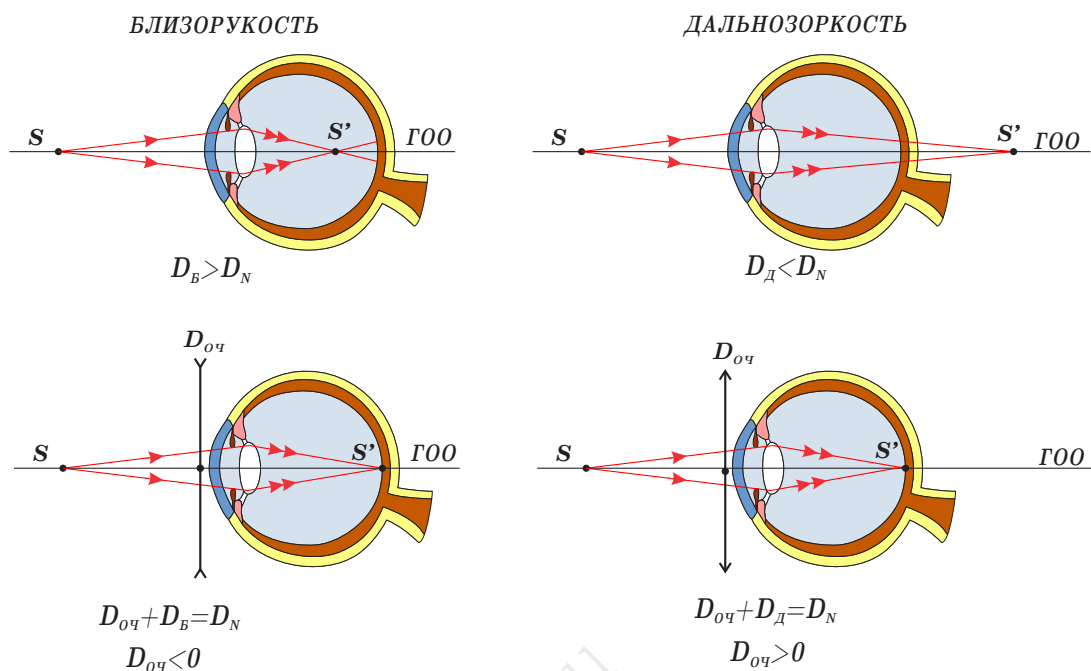 БЛИЗОРУКОСТЬ
S
S’
ГОО
D_Б>D_N
D_оч
S
S’
ГОО
D_оч+D_Б=D_N
D_оч<0
ДАЛЬНОЗОРКОСТЬ
S
S’
ГОО
D_Д<D_N
D_оч
S
S’
ГОО
D_оч+D_Д=D_N
D_оч>0